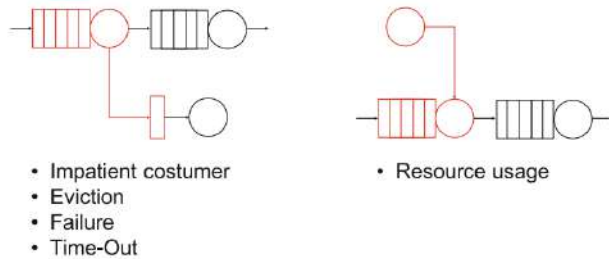 • Impatient costumer
• Eviction
• Failure
• Time-Out
• Resource usage